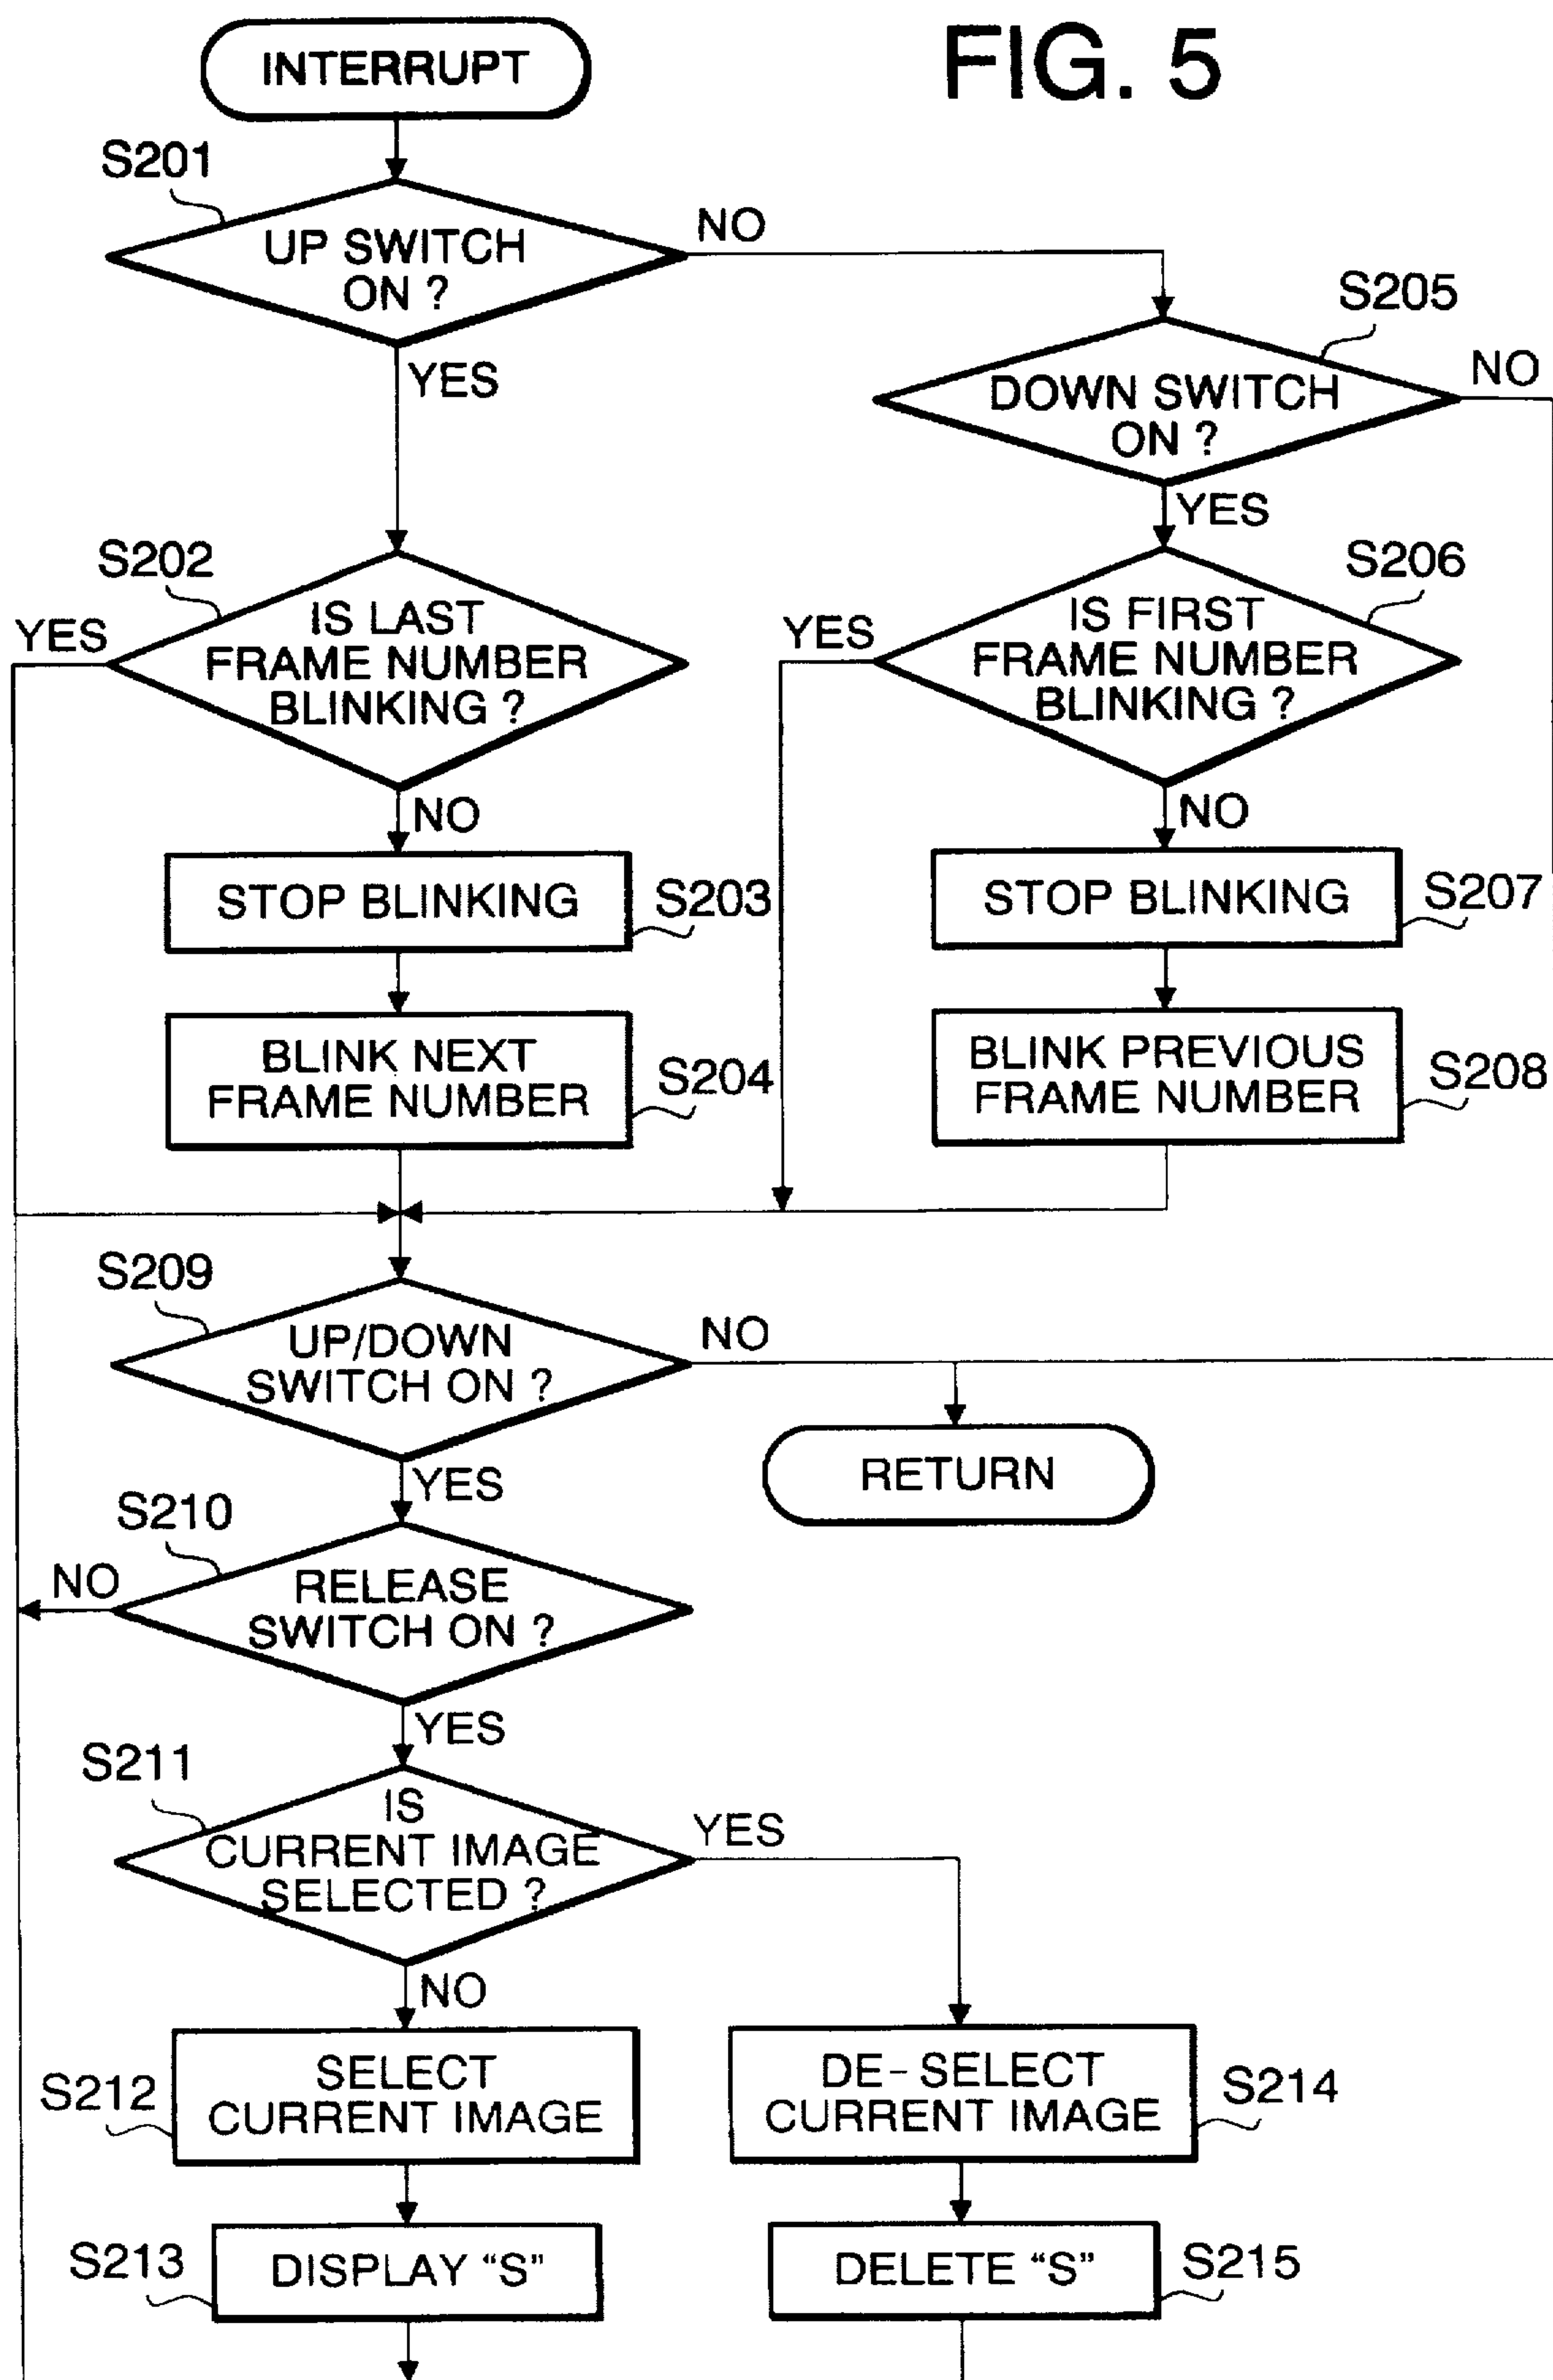 FIG. 5
INTERRUPT
S201
UP SWITCH
ON ?
NO
YES
S205
DOWN SWITCH
ON ?
NO
YES
S202
IS LAST
FRAME NUMBER
BLINKING ?
YES
NO
S206
IS FIRST
FRAME NUMBER
BLINKING ?
YES
NO
STOP BLINKING
S203
STOP BLINKING
S207
BLINK NEXT
FRAME NUMBER
S204
BLINK PREVIOUS
FRAME NUMBER
S208
S209
UP/DOWN
SWITCH ON ?
NO
YES
RETURN
S210
RELEASE
SWITCH ON ?
NO
YES
S211
IS
CURRENT IMAGE
SELECTED ?
YES
NO
S212
SELECT
CURRENT IMAGE
DE-SELECT
CURRENT IMAGE
S214
S213
DISPLAY “S”
DELETE “S”
S215